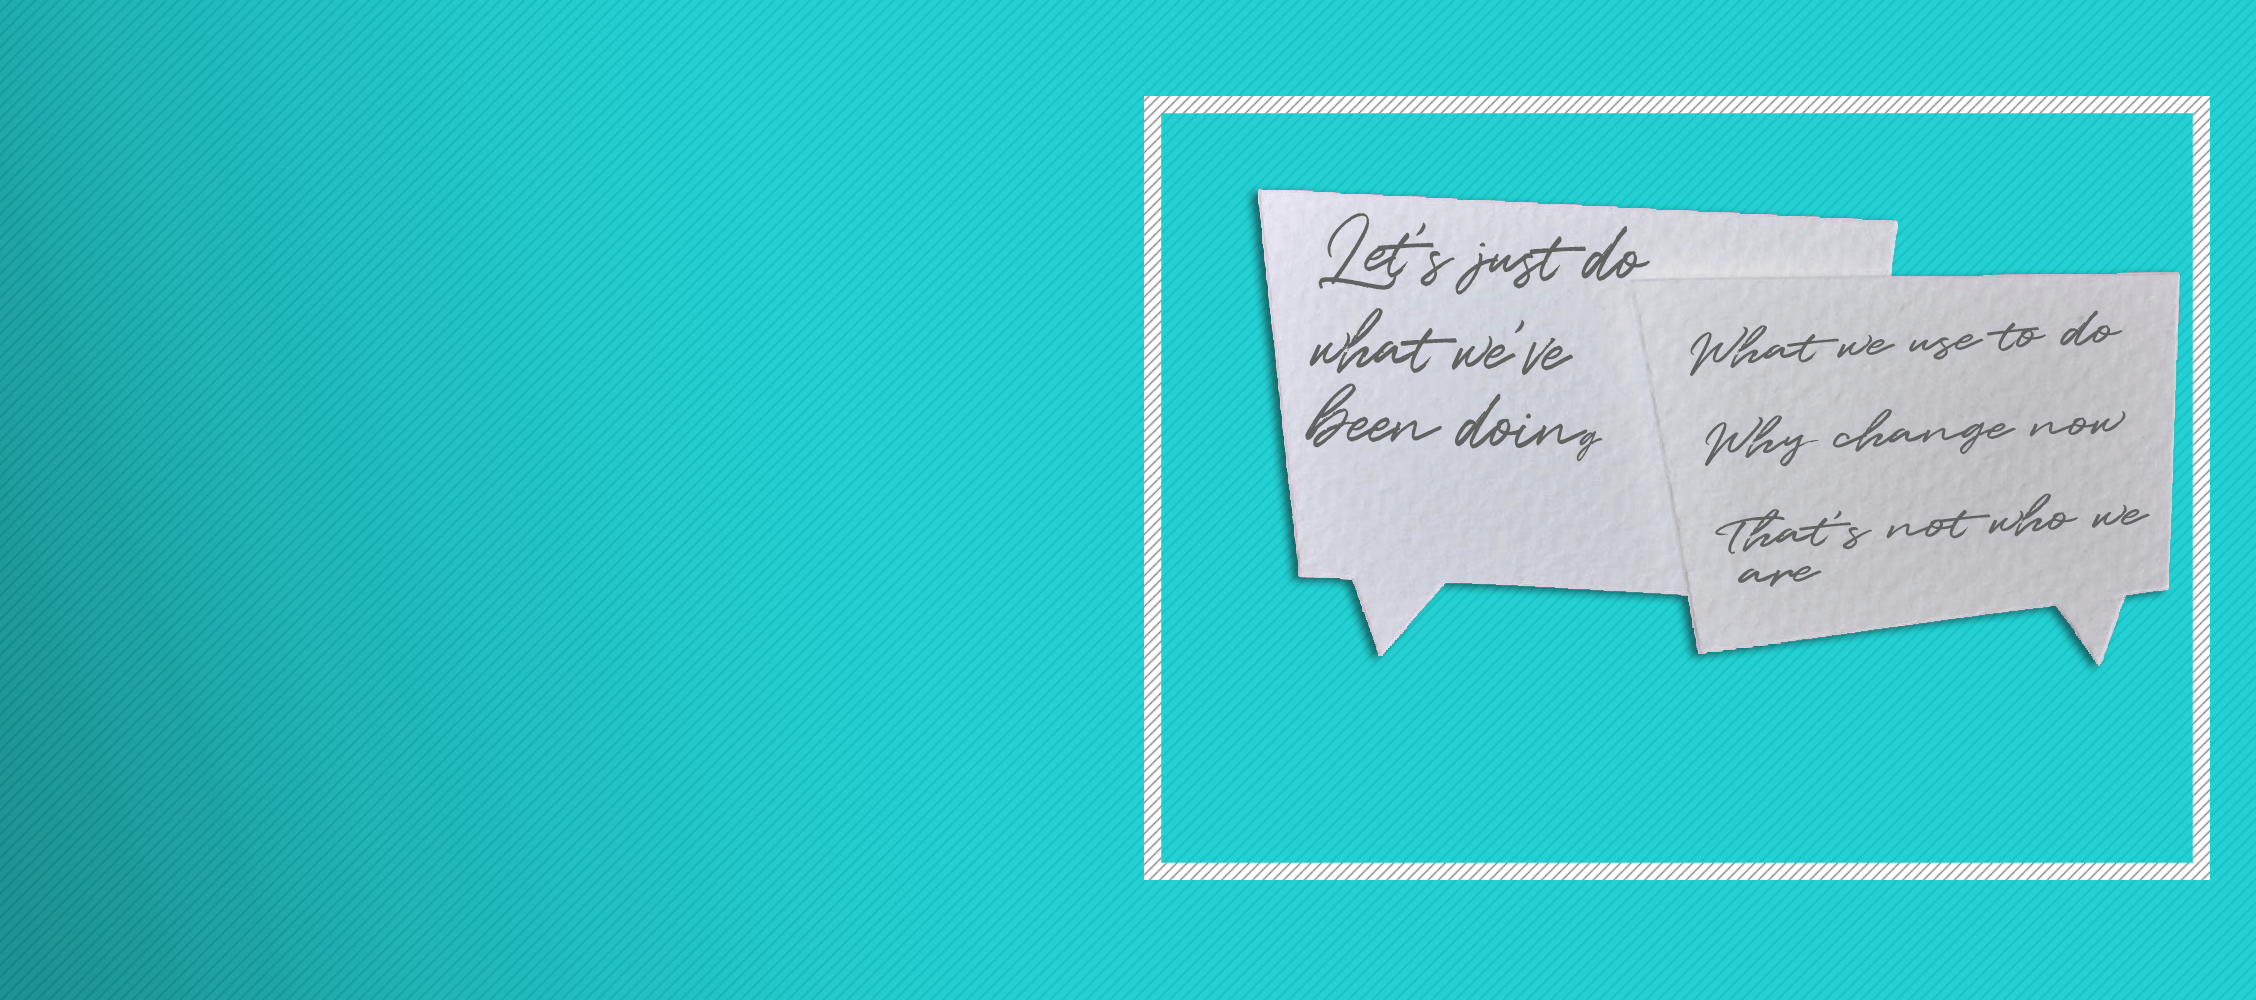 Let's just do
what we've
been doing
What we use to do
Why change now
That's not who we
are